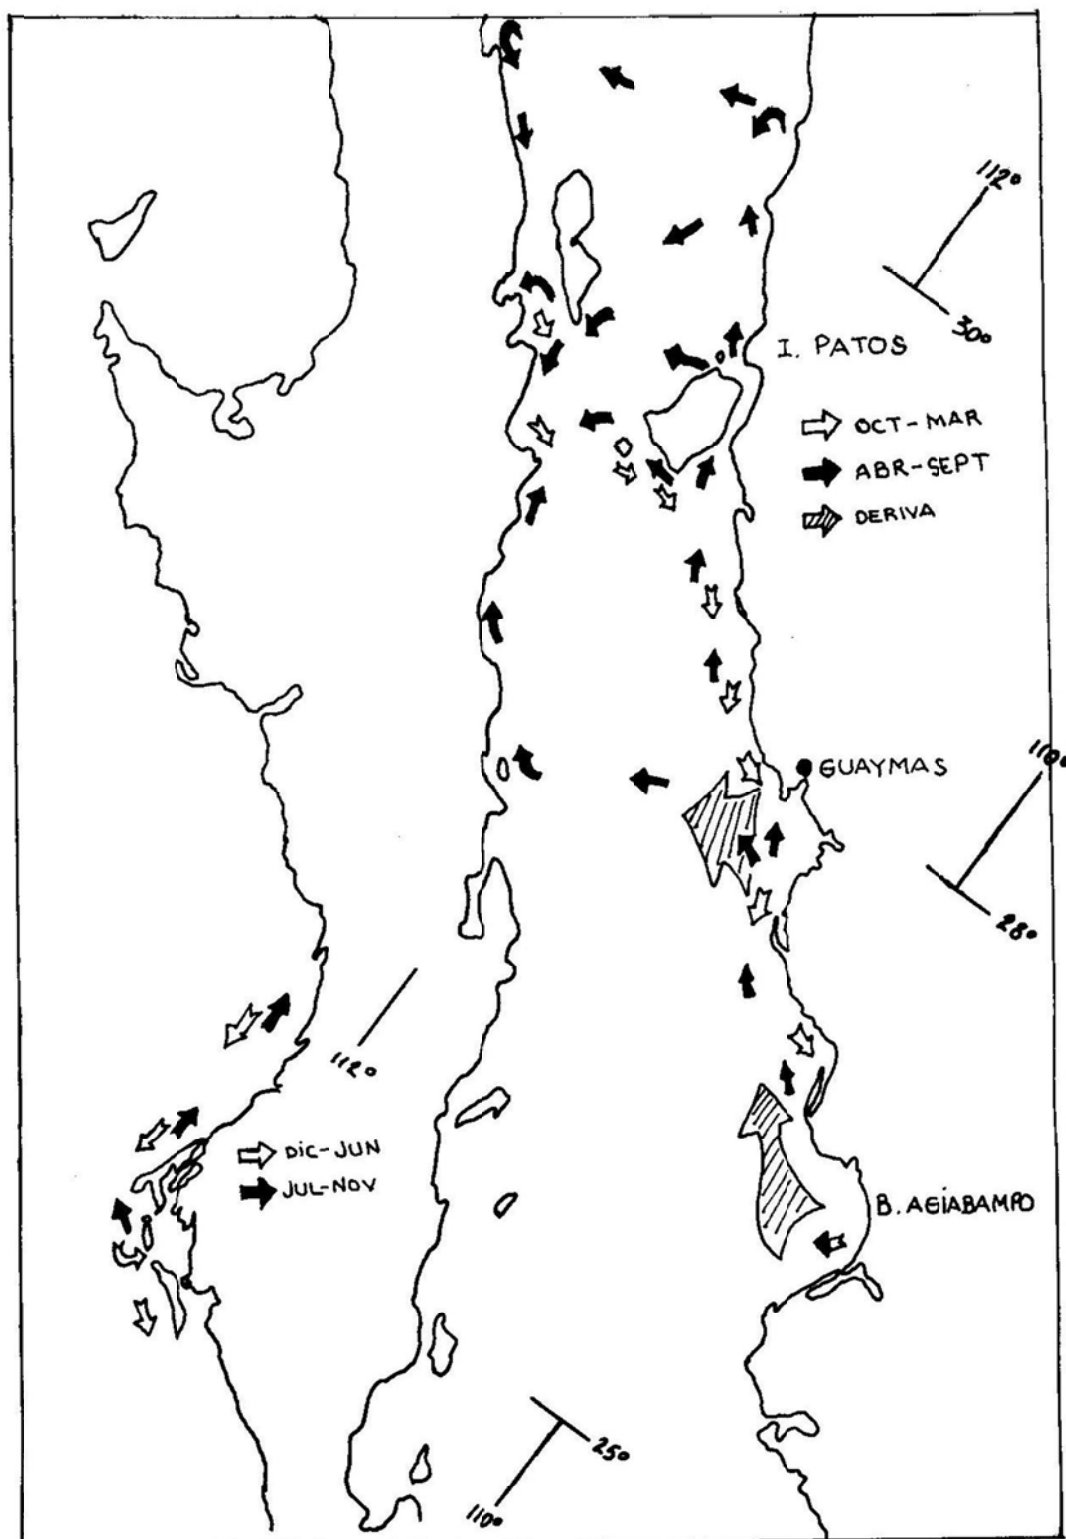 112°
30°
I. PATOS
OCT-MAR
ABR-SEPT
DERIVA
GUAYMAS
110°
28°
112°
DIC-JUN
JUL-NOV
B. AGIABAMPO
25°
110°